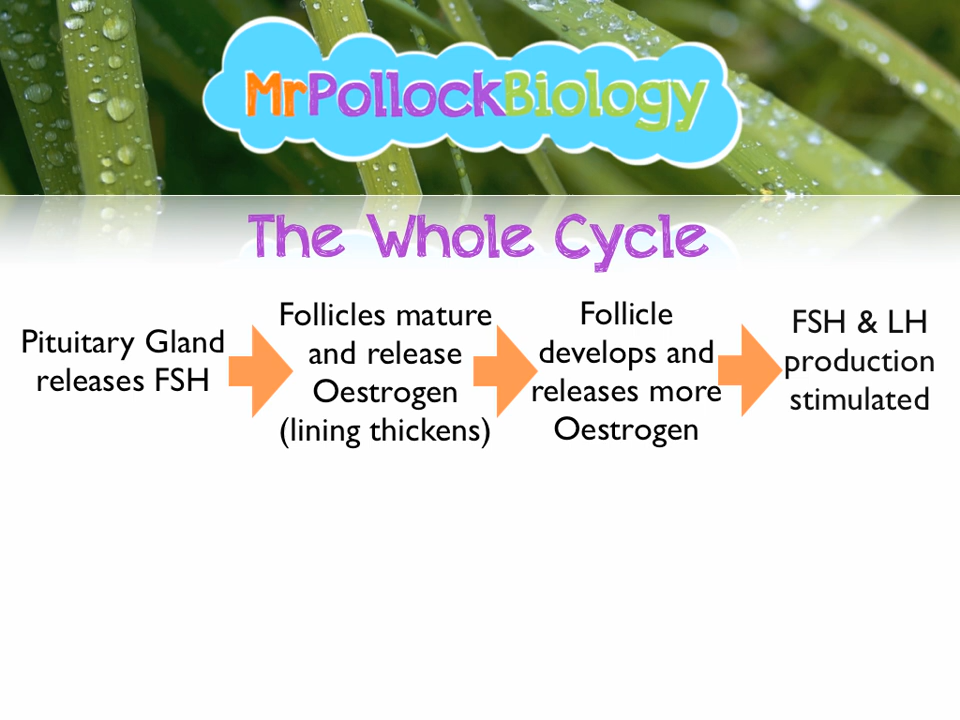 MrPollockBiology
The Whole Cycle
Pituitary Gland
releases FSH
Follicles mature
and release
Oestrogen
(lining thickens)
Follicle
develops and
releases more
Oestrogen
FSH & LH
production
stimulated